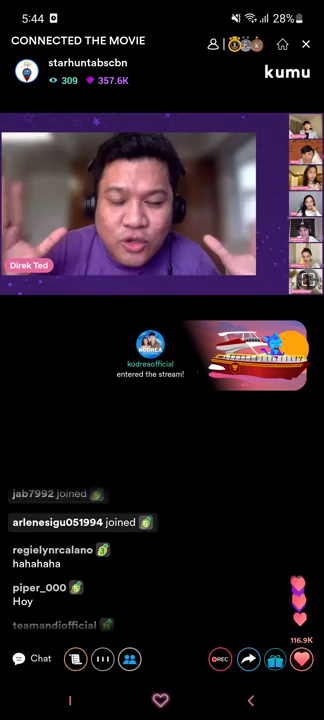 5:44
28%
CONNECTED THE MOVIE
starhuntabscbn
309
357.6K
kumu
Direk Ted
KODREA
kodreaofficial
entered the stream!
jab7992 joined
arlenesigu051994 joined
regielynrcalano
hahahaha
piper_000
Hoy
teamandiofficial
116.9K
Chat
REC